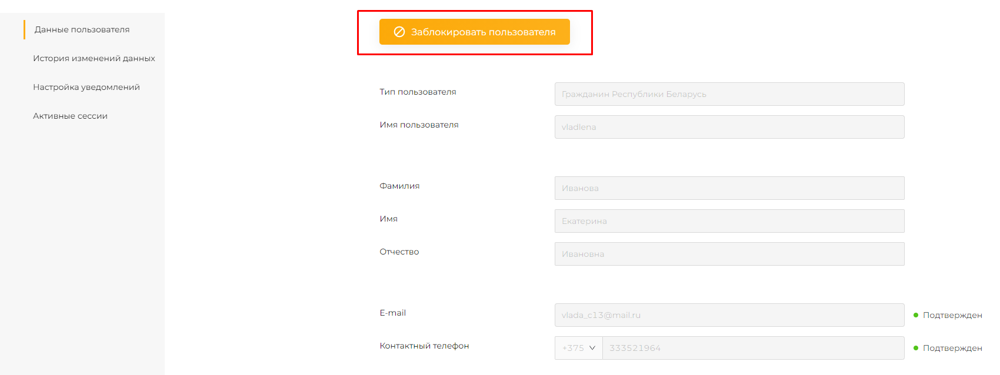 Данные пользователя
История изменений данных
Настройка уведомлений
Активные сессии
Заблокировать пользователя
Тип пользователя
Гражданин Республики Беларусь
Имя пользователя
vladlena
Фамилия
Иванова
Имя
Екатерина
Отчество
Ивановна
E-mail
vlada_c13@mail.ru
Подтвержден
Контактный телефон
+375
333521964
Подтвержден